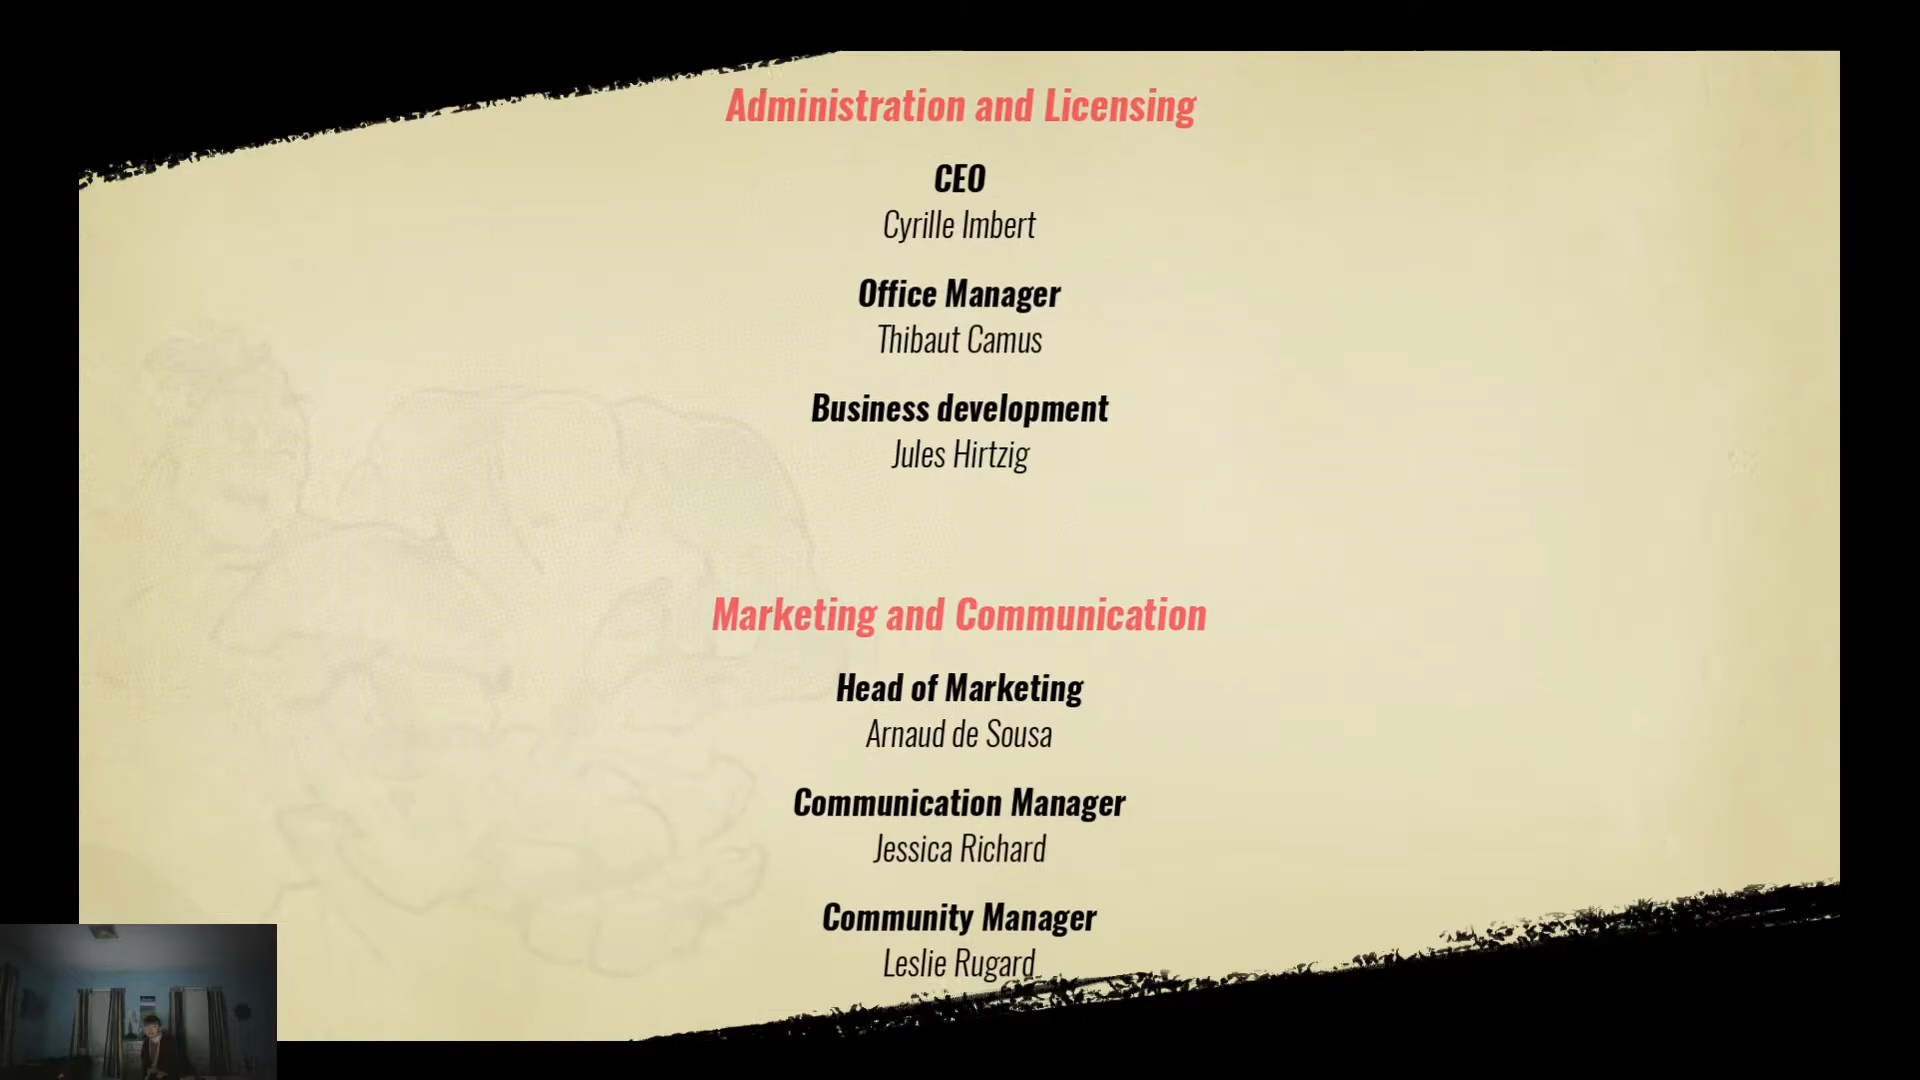 Administration and Licensing
CEO
Cyrille Imbert
Office Manager
Thibaut Camus
Business development
Jules Hirtzig
Marketing and Communication
Head of Marketing
Arnaud de Sousa
Communication Manager
Jessica Richard
Community Manager
Leslie Rugard